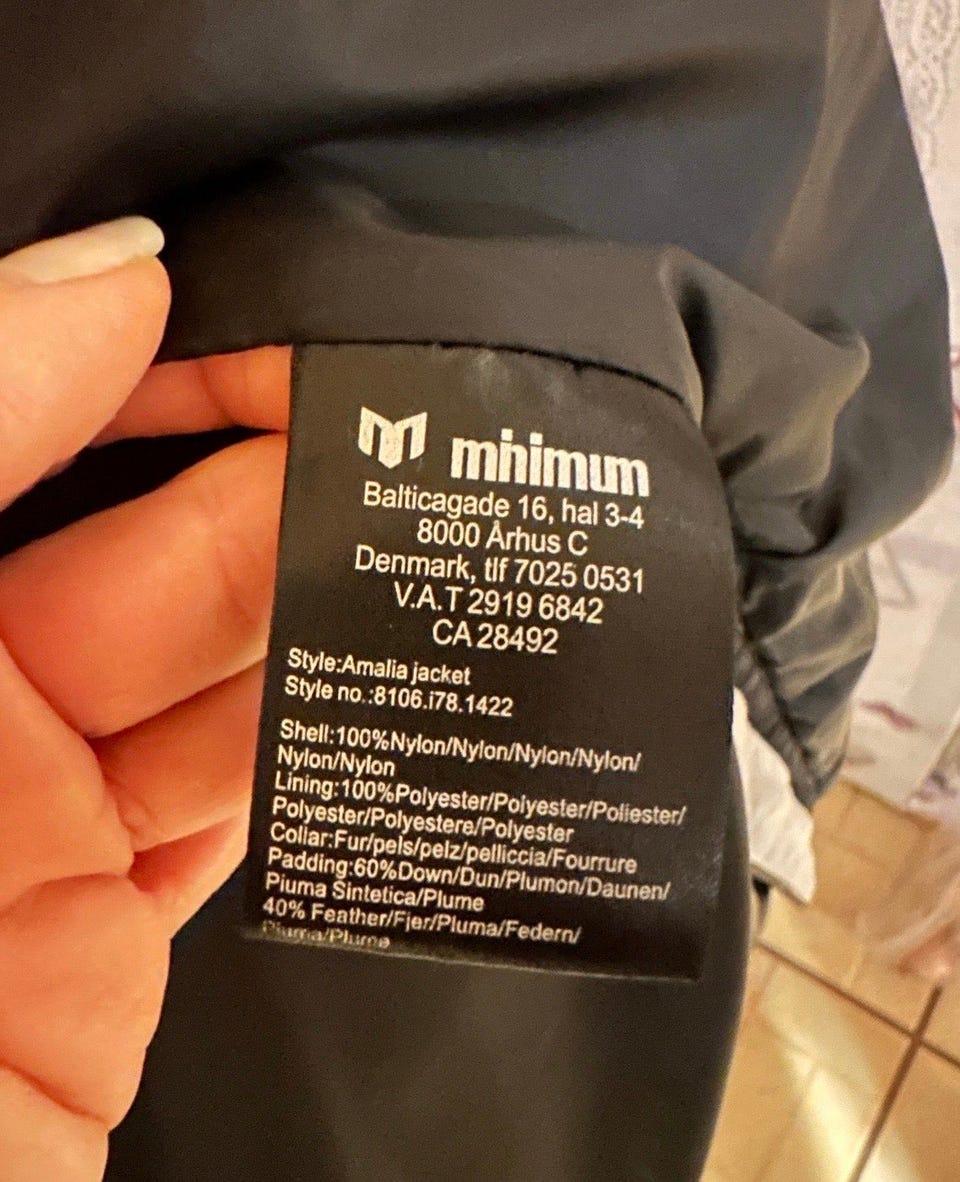 minimum
Balticagade 16, hal 3-4
8000 Århus C
Denmark, tlf 7025 0531
V.A.T 2919 6842
CA 28492
Style:Amalia jacket
Style no.:8106.i78.1422
Shell:100%Nylon/Nylon/Nylon/Nylon/
Nylon/Nylon
Lining:100%Polyester/Polyester/Poliester/
Polyester/Polyestere/Polyester
Collar:Fur/pels/pelz/pelliccia/Fourrure
Padding:60%Down/Dun/Plumon/Daunen/
Piuma Sintetica/Plume
40% Feather/Fjer/Pluma/Federn/
Piuma/Plume